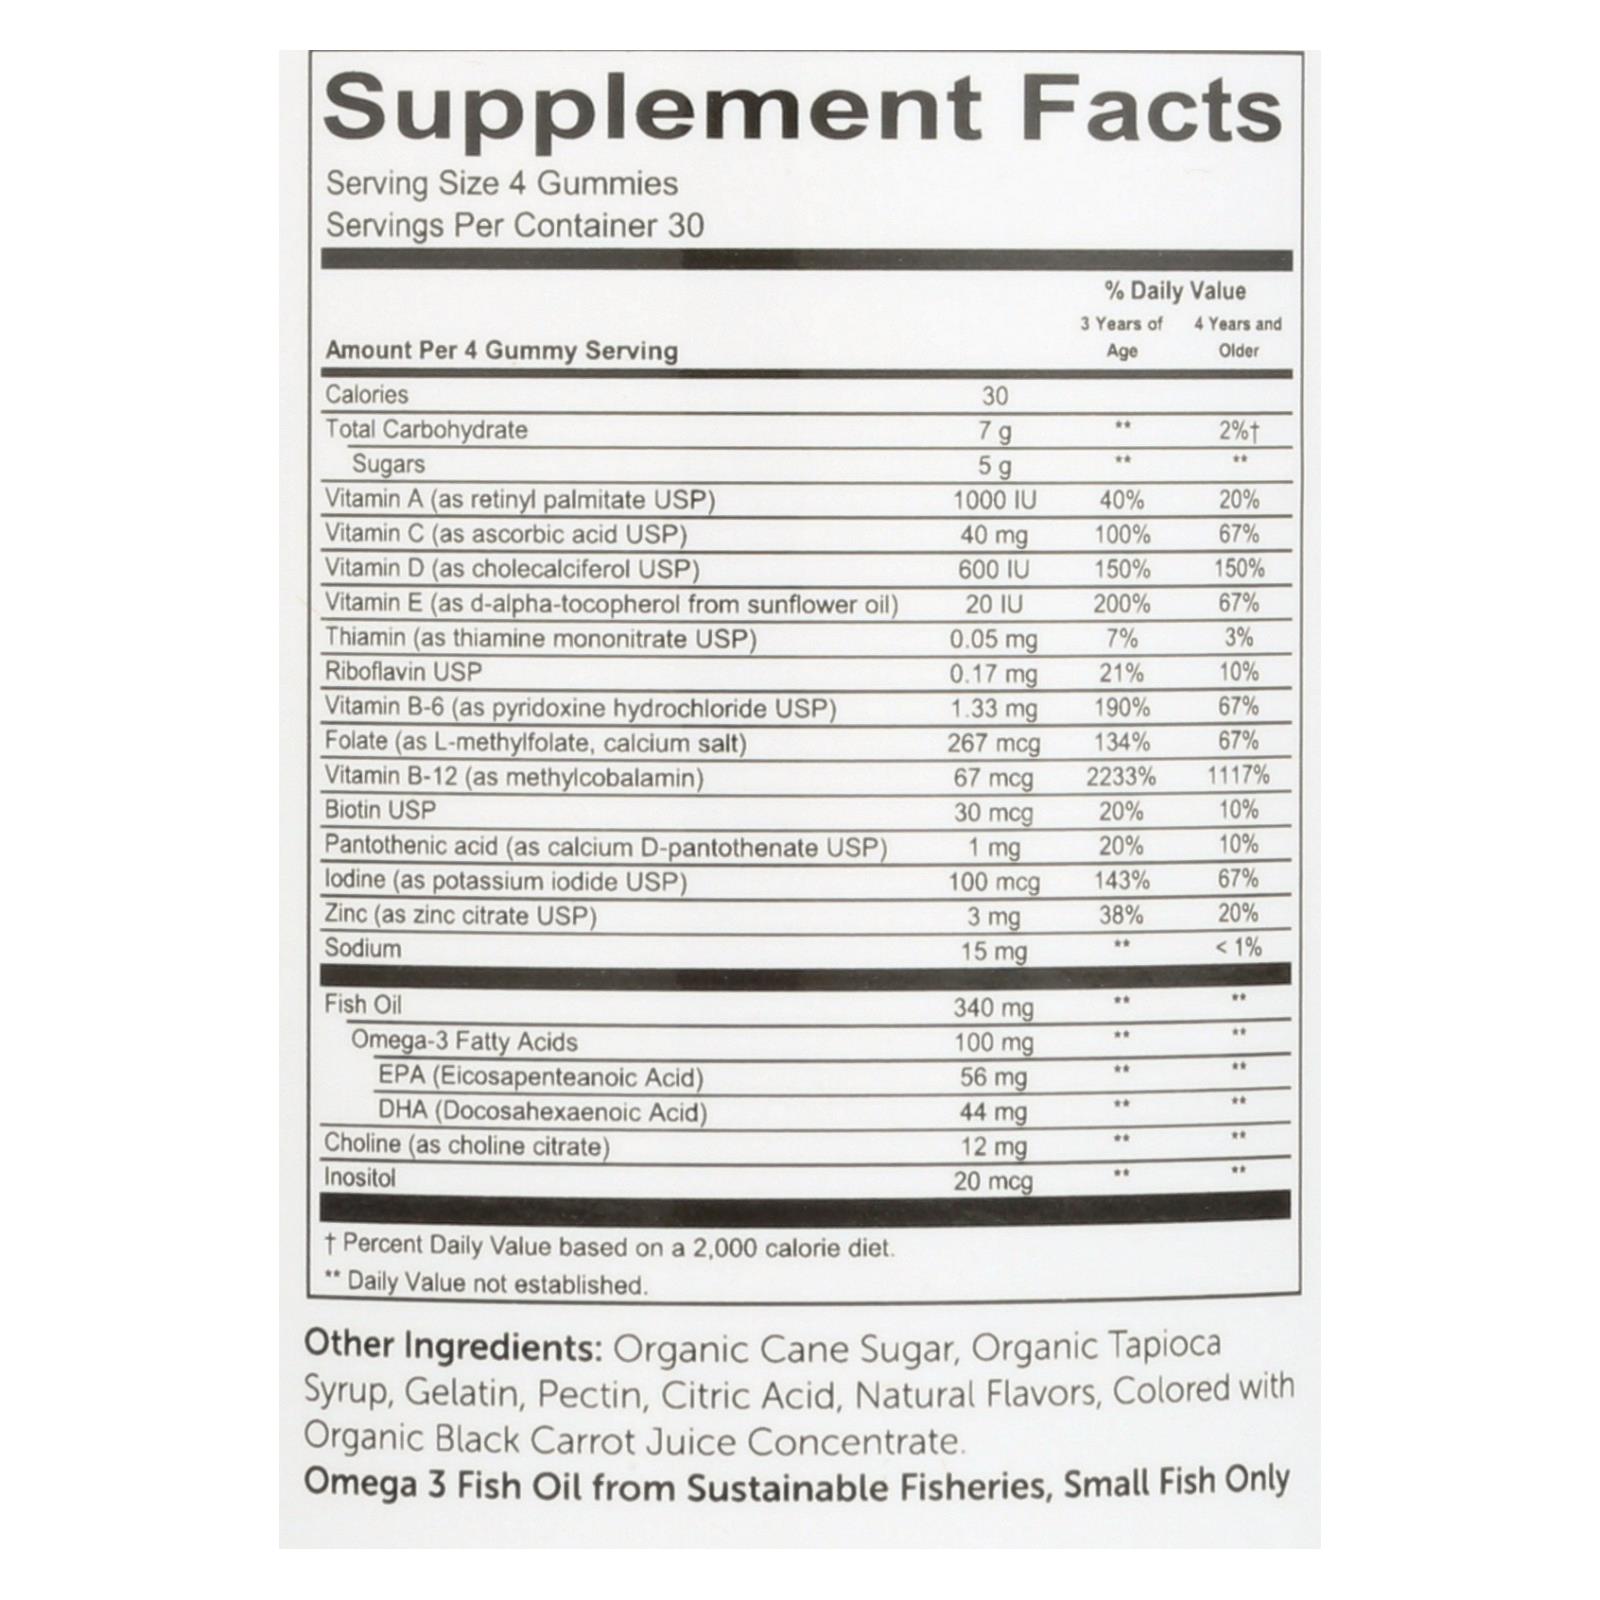 Supplement Facts
Serving Size 4 Gummies
Servings Per Container 30
% Daily Value
3 Years of Age 4 Years and Older
Amount Per 4 Gummy Serving
Calories 30
Total Carbohydrate 7 g ** 2%†
Sugars 5 g ** **
Vitamin A (as retinyl palmitate USP) 1000 IU 40% 20%
Vitamin C (as ascorbic acid USP) 40 mg 100% 67%
Vitamin D (as cholecalciferol USP) 600 IU 150% 150%
Vitamin E (as d-alpha-tocopherol from sunflower oil) 20 IU 200% 67%
Thiamin (as thiamine mononitrate USP) 0.05 mg 7% 3%
Riboflavin USP 0.17 mg 21% 10%
Vitamin B-6 (as pyridoxine hydrochloride USP) 1.33 mg 190% 67%
Folate (as L-methylfolate, calcium salt) 267 mcg 134% 67%
Vitamin B-12 (as methylcobalamin) 67 mcg 2233% 1117%
Biotin USP 30 mcg 20% 10%
Pantothenic acid (as calcium D-pantothenate USP) 1 mg 20% 10%
Iodine (as potassium iodide USP) 100 mcg 143% 67%
Zinc (as zinc citrate USP) 3 mg 38% 20%
Sodium 15 mg ** < 1%
Fish Oil 340 mg ** **
Omega-3 Fatty Acids 100 mg ** **
EPA (Eicosapenteanoic Acid) 56 mg ** **
DHA (Docosahexaenoic Acid) 44 mg ** **
Choline (as choline citrate) 12 mg ** **
Inositol 20 mcg ** **
† Percent Daily Value based on a 2,000 calorie diet.
** Daily Value not established.
Other Ingredients: Organic Cane Sugar, Organic Tapioca
Syrup, Gelatin, Pectin, Citric Acid, Natural Flavors, Colored with
Organic Black Carrot Juice Concentrate.
Omega 3 Fish Oil from Sustainable Fisheries, Small Fish Only